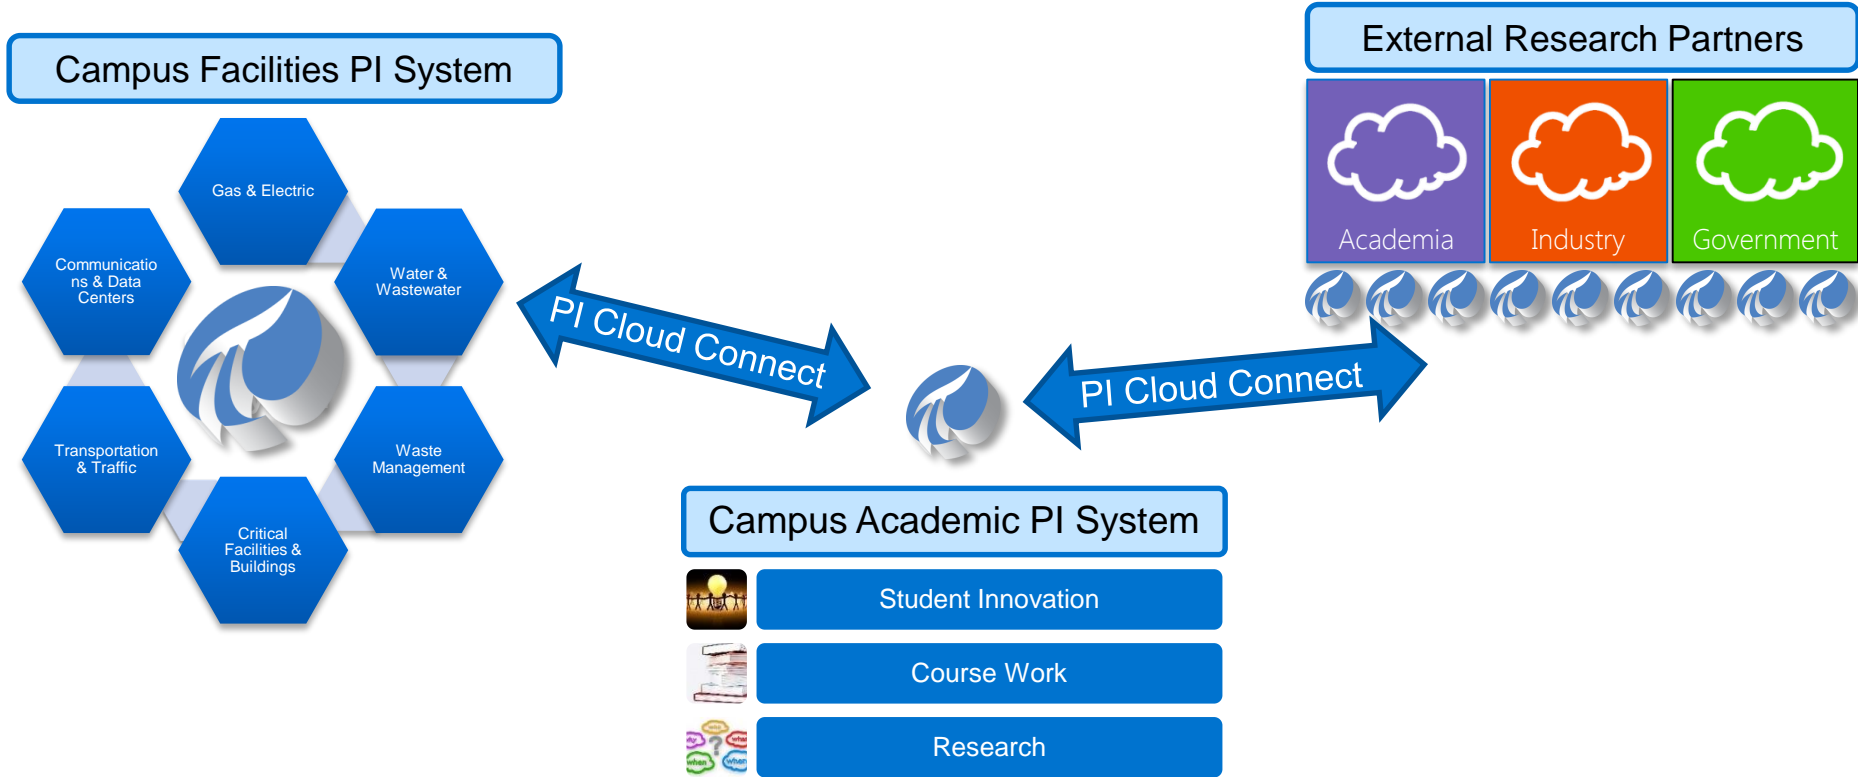 Campus Facilities PI System
Gas & Electric
Water &
Wastewater
Waste
Management
Critical
Facilities &
Buildings
Transportation
& Traffic
Communicatio
ns & Data
Centers
PI Cloud Connect
PI Cloud Connect
External Research Partners
Academia
Industry
Government
Campus Academic PI System
Student Innovation
Course Work
Research
?
when